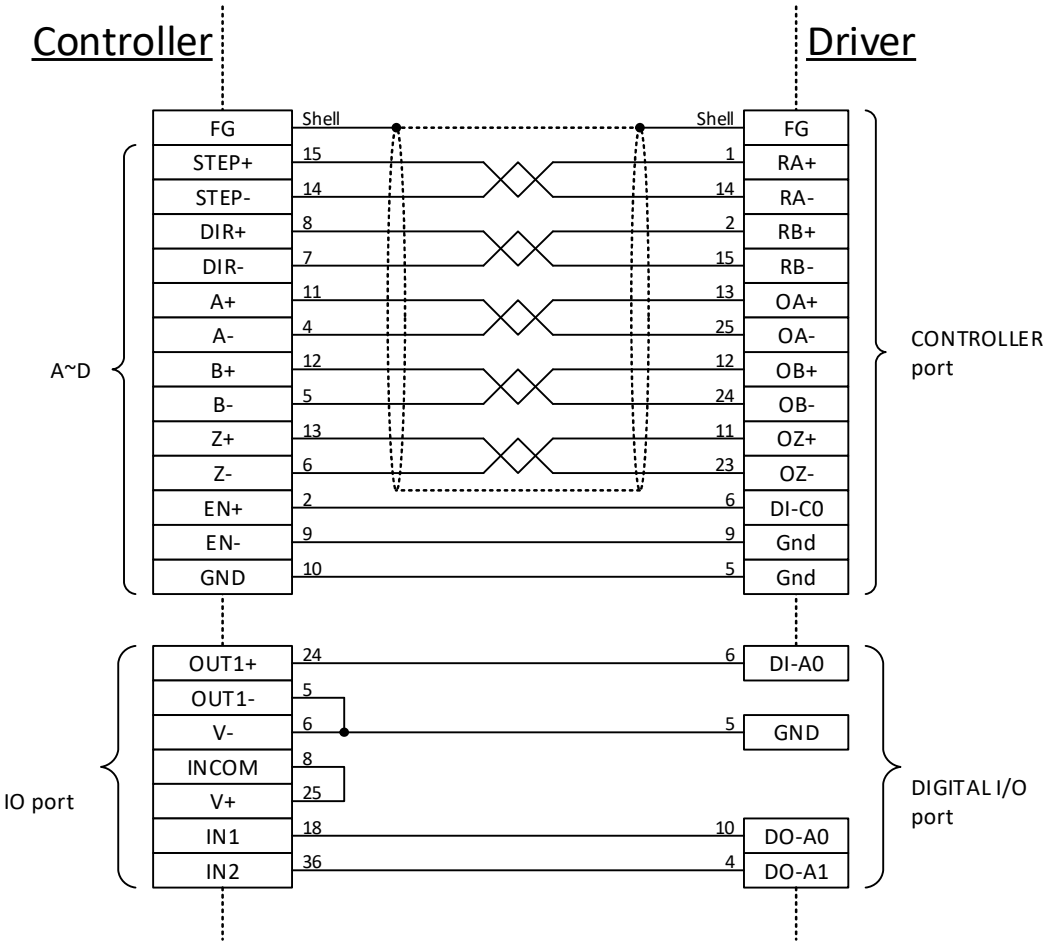 Controller Driver
FG Shell Shell FG
STEP+ 15 1 RA+
STEP- 14 14 RA-
DIR+ 8 2 RB+
DIR- 7 15 RB-
A+ 11 13 OA+
A- 4 25 OA-
CONTROLLER
port
A~D
B+ 12 12 OB+
B- 5 24 OB-
Z+ 13 11 OZ+
Z- 6 23 OZ-
EN+ 2 6 DI-C0
EN- 9 9 Gnd
GND 10 5 Gnd
OUT1+ 24 6 DI-A0
OUT1- 5
V- 6 5 GND
INCOM 8
V+ 25
IO port
DIGITAL I/O
port
IN1 18 10 DO-A0
IN2 36 4 DO-A1